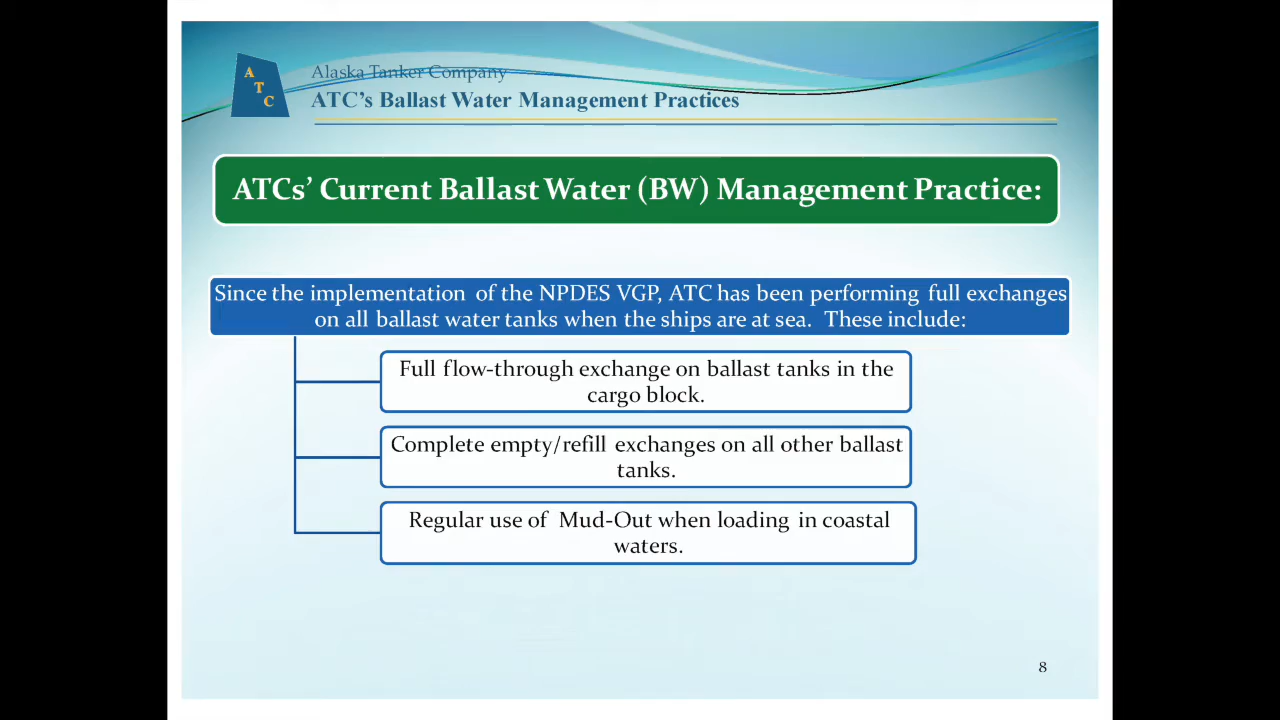 A
T
C
Alaska Tanker Company
ATC’s Ballast Water Management Practices
ATCs’ Current Ballast Water (BW) Management Practice:
Since the implementation of the NPDES VGP, ATC has been performing full exchanges
on all ballast water tanks when the ships are at sea. These include:
Full flow-through exchange on ballast tanks in the
cargo block.
Complete empty/refill exchanges on all other ballast
tanks.
Regular use of Mud-Out when loading in coastal
waters.
8